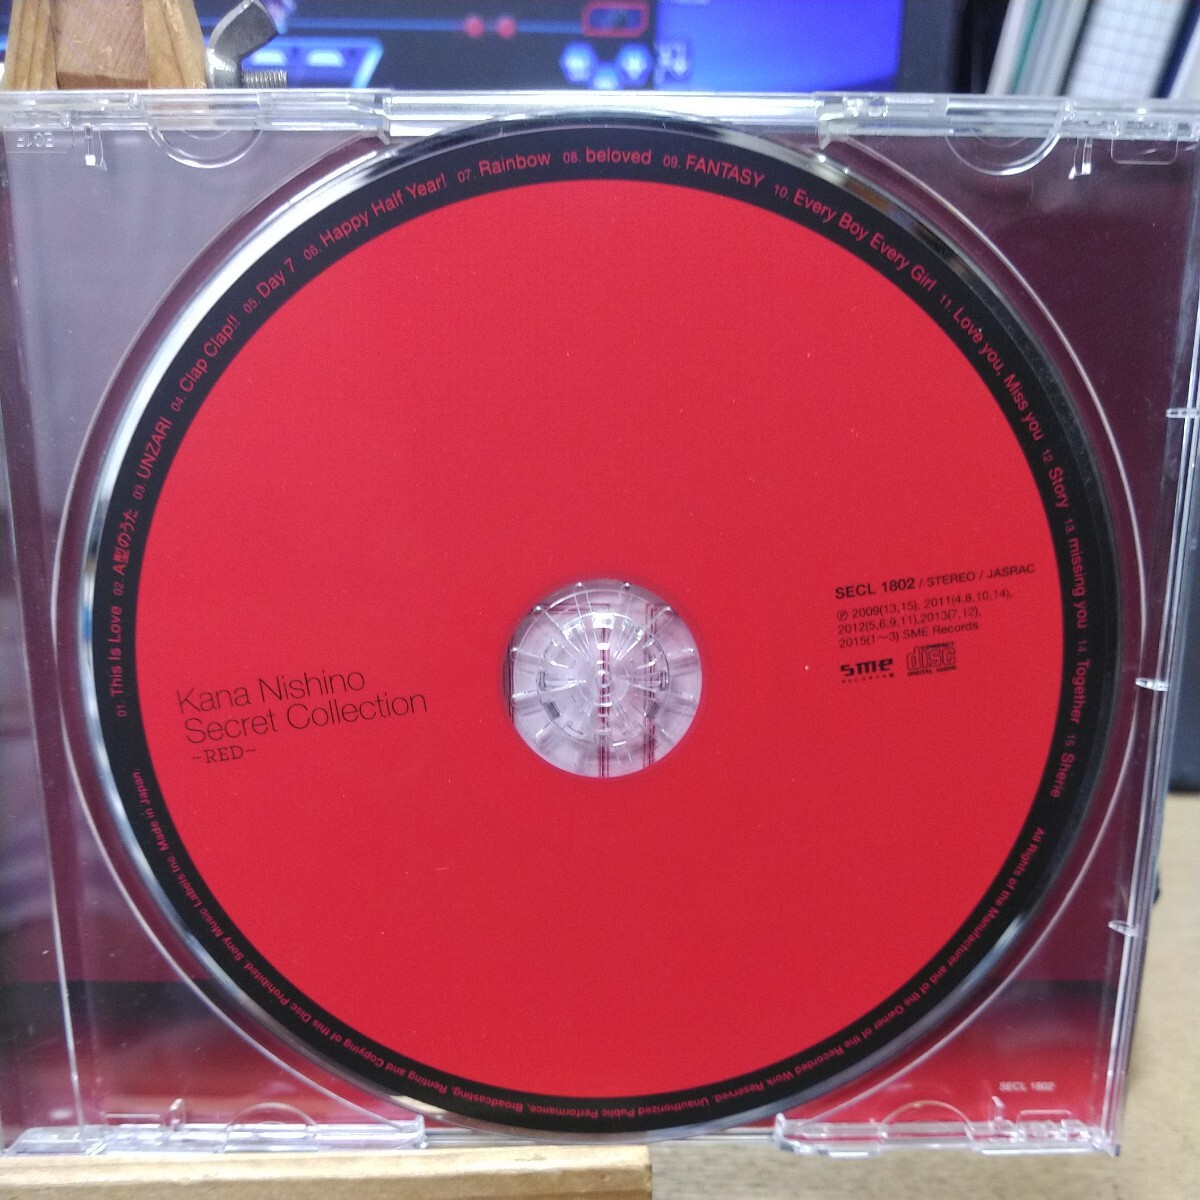 01. This Is Love 02. A型のうた 03. UNZARI 04. Clap Clap!! 05. Day 7 06. Happy Half Year! 07. Rainbow 08. beloved 09. FANTASY 10. Every Boy Every Girl 11. Love you, Miss you 12. Story 13. missing you 14. Together 15. Sherie
Kana Nishino
Secret Collection
~RED~
SECL 1802 / STEREO / JASRAC
℗ 2009(13,15), 2011(4,8,10,14),
2012(5,6,9,11),2013(7,12),
2015(1～3) SME Records
sme
RECORDS
COMPACT
disc
DIGITAL AUDIO
All Rights of the Manufacturer and of the Owner of the Recorded Work Reserved. Unauthorized Public Performance, Broadcasting, Renting and Copying of this Disc Prohibited. Sony Music Labels Inc. Made in Japan.
SECL 1802